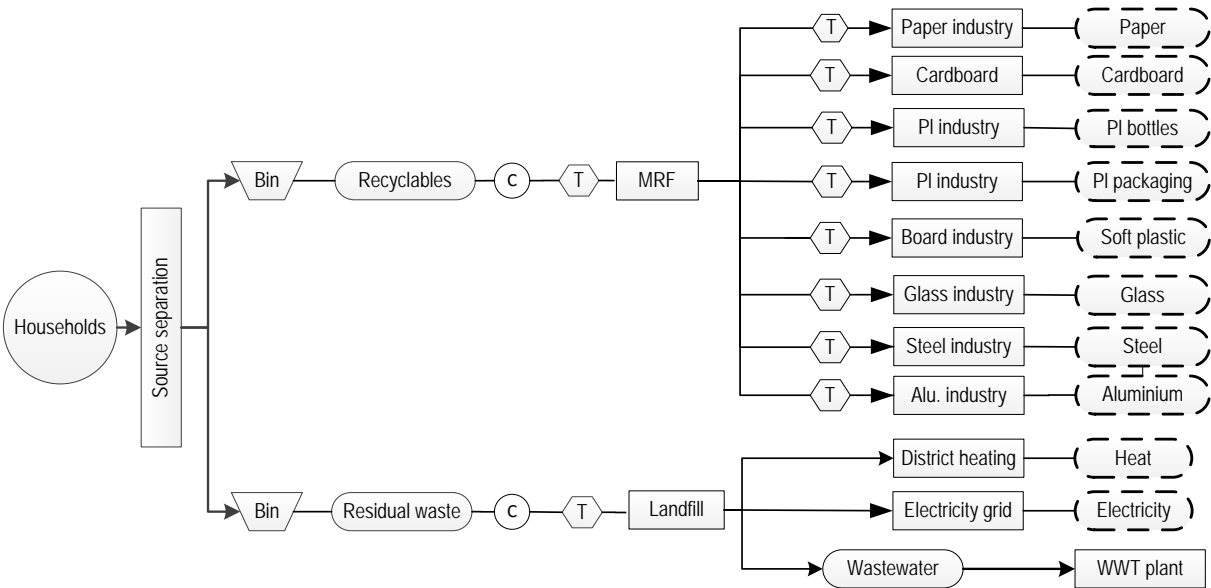 T
Paper industry
Paper
T
Cardboard
Cardboard
T
Pl industry
Pl bottles
Bin
Recyclables
C
T
MRF
T
Pl industry
Pl packaging
T
Board industry
Soft plastic
T
Glass industry
Glass
Households
Source separation
T
Steel industry
Steel
T
Alu. industry
Aluminium
District heating
Heat
Bin
Residual waste
C
T
Landfill
Electricity grid
Electricity
Wastewater
WWT plant